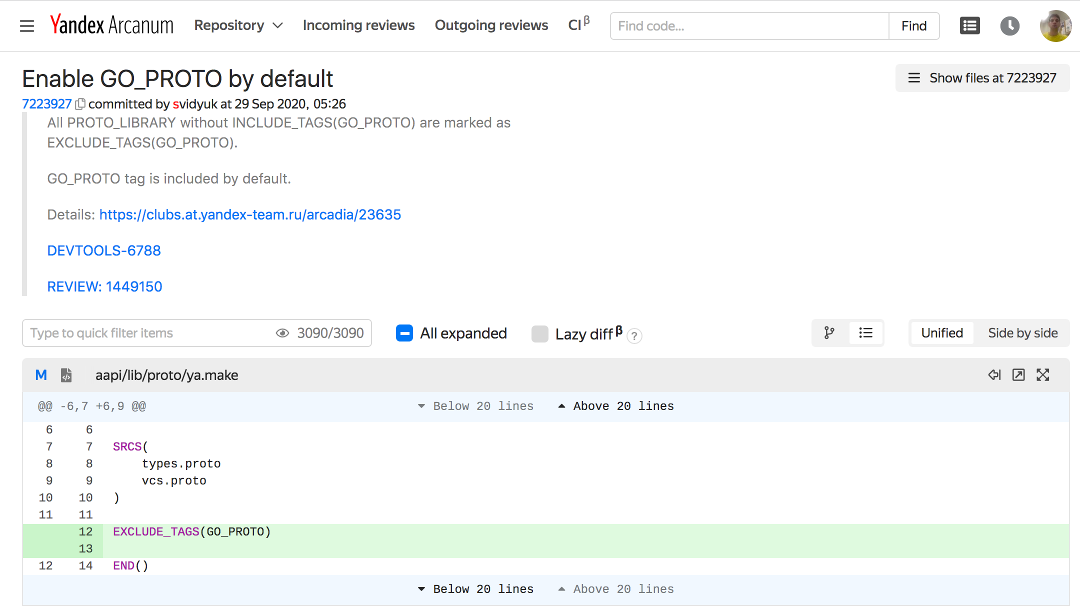 Yandex Arcanum Repository Incoming reviews Outgoing reviews CI β Find code... Find
Enable GO_PROTO by default
Show files at 7223927
7223927 committed by svidyuk at 29 Sep 2020, 05:26
All PROTO_LIBRARY without INCLUDE_TAGS(GO_PROTO) are marked as
EXCLUDE_TAGS(GO_PROTO).
GO_PROTO tag is included by default.
Details: https://clubs.at.yandex-team.ru/arcadia/23635
DEVTOOLS-6788
REVIEW: 1449150
Type to quick filter items 3090/3090 All expanded Lazy diff β ? Unified Side by side
M aapi/lib/proto/ya.make
@@ -6,7 +6,9 @@ Below 20 lines Above 20 lines
6 6
7 7 SRCS(
8 8 types.proto
9 9 vcs.proto
10 10 )
11 11
12 EXCLUDE_TAGS(GO_PROTO)
13
12 14 END()
Below 20 lines Above 20 lines